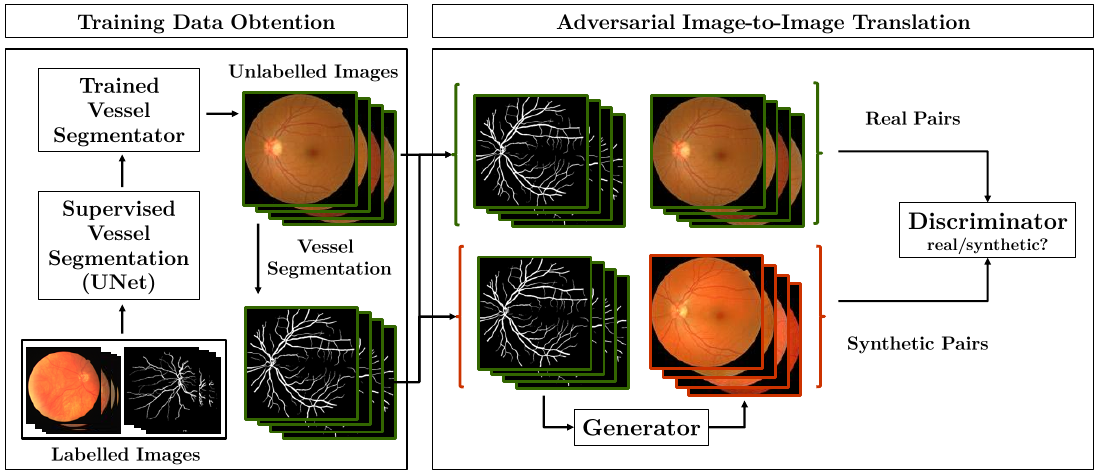 Training Data Obtention
Adversarial Image-to-Image Translation
Trained
Vessel
Segmentator
Unlabelled Images
Supervised
Vessel
Segmentation
(UNet)
Vessel
Segmentation
Labelled Images
Real Pairs
Discriminator
real/synthetic?
Synthetic Pairs
Generator